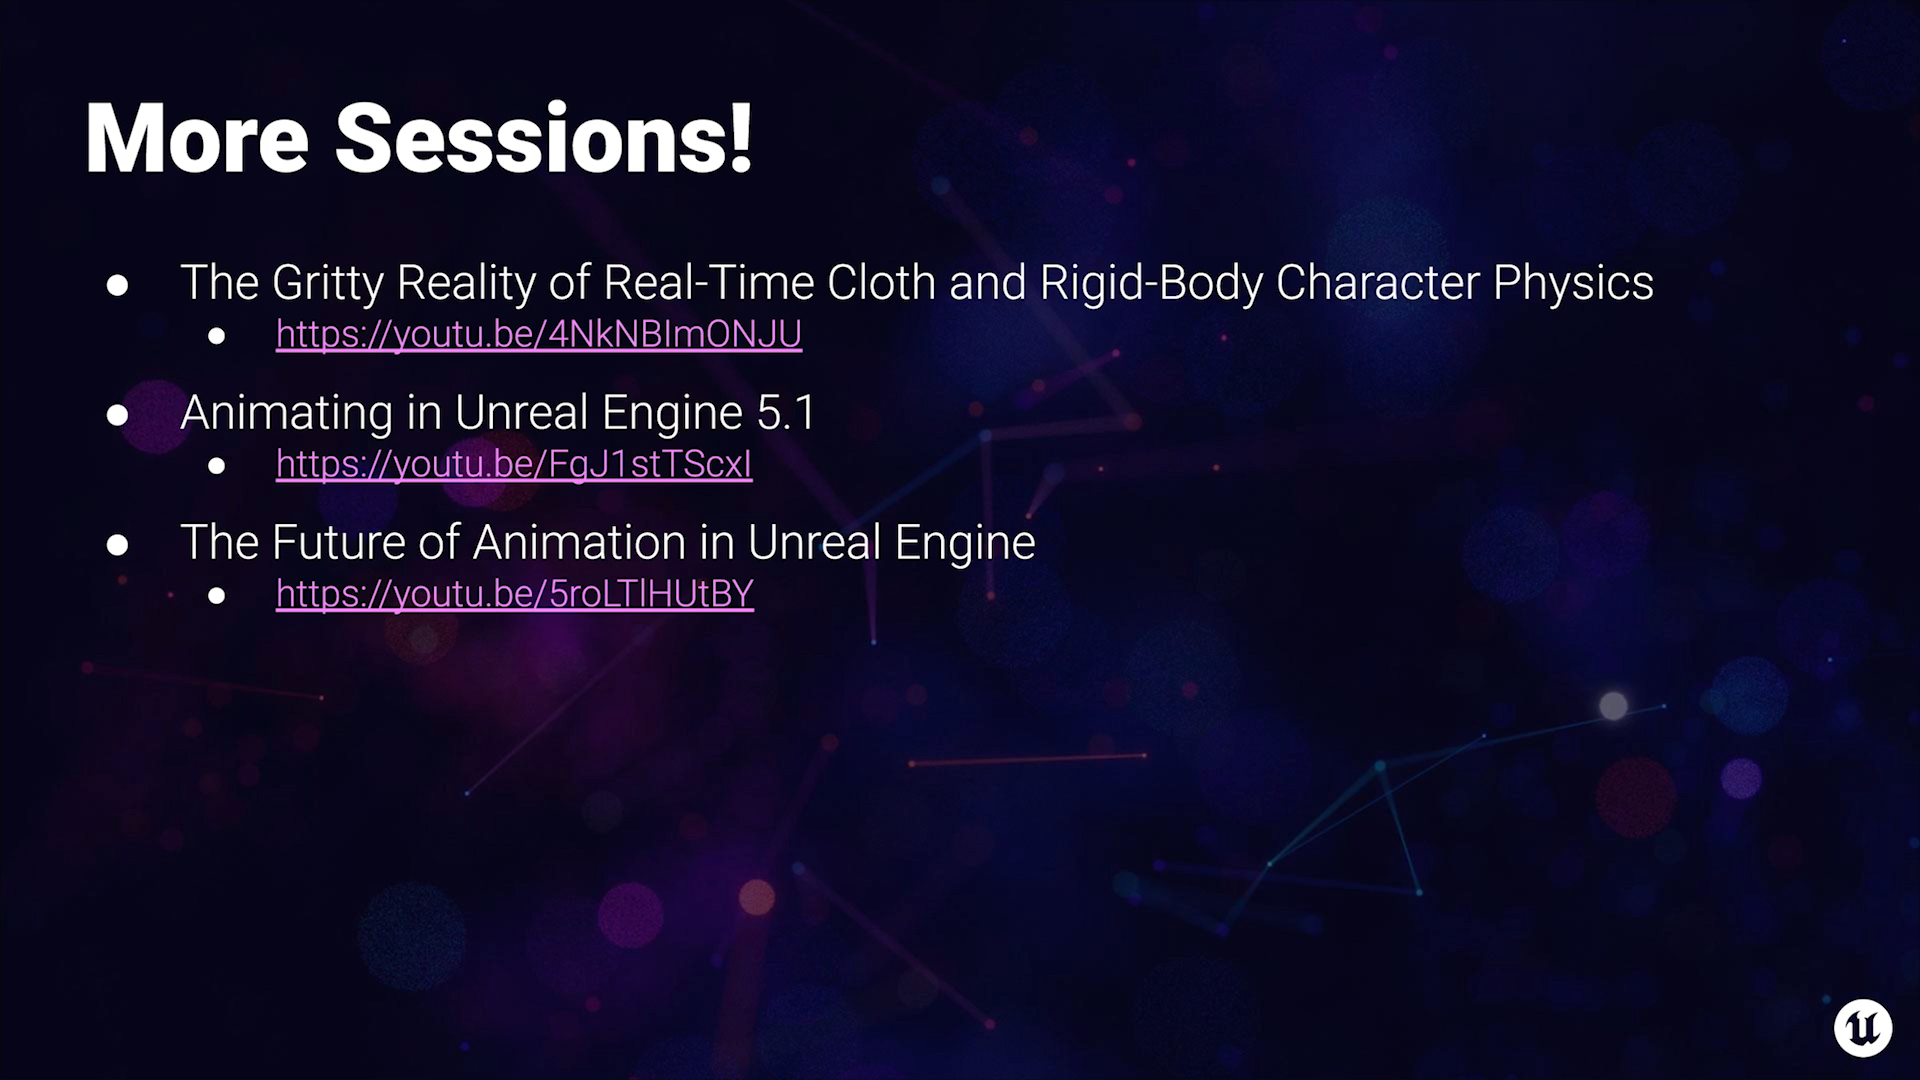 More Sessions!
The Gritty Reality of Real-Time Cloth and Rigid-Body Character Physics
https://youtu.be/4NkNBImONJU
Animating in Unreal Engine 5.1
https://youtu.be/FgJ1stTScxI
The Future of Animation in Unreal Engine
https://youtu.be/5roLTlHUtBY